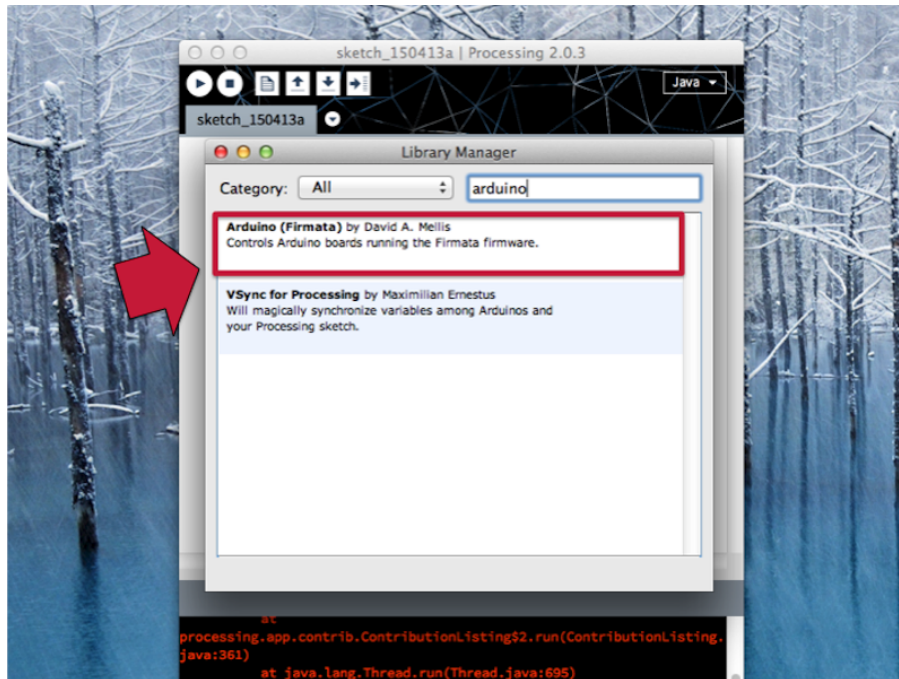 sketch_150413a | Processing 2.0.3
Java
sketch_150413a
Library Manager
Category: All arduino
Arduino (Firmata) by David A. Mellis
Controls Arduino boards running the Firmata firmware.
VSync for Processing by Maximilian Ernestus
Will magically synchronize variables among Arduinos and
your Processing sketch.
at
processing.app.contrib.ContributionListing$2.run(ContributionListing.
java:361)
at java.lang.Thread.run(Thread.java:695)